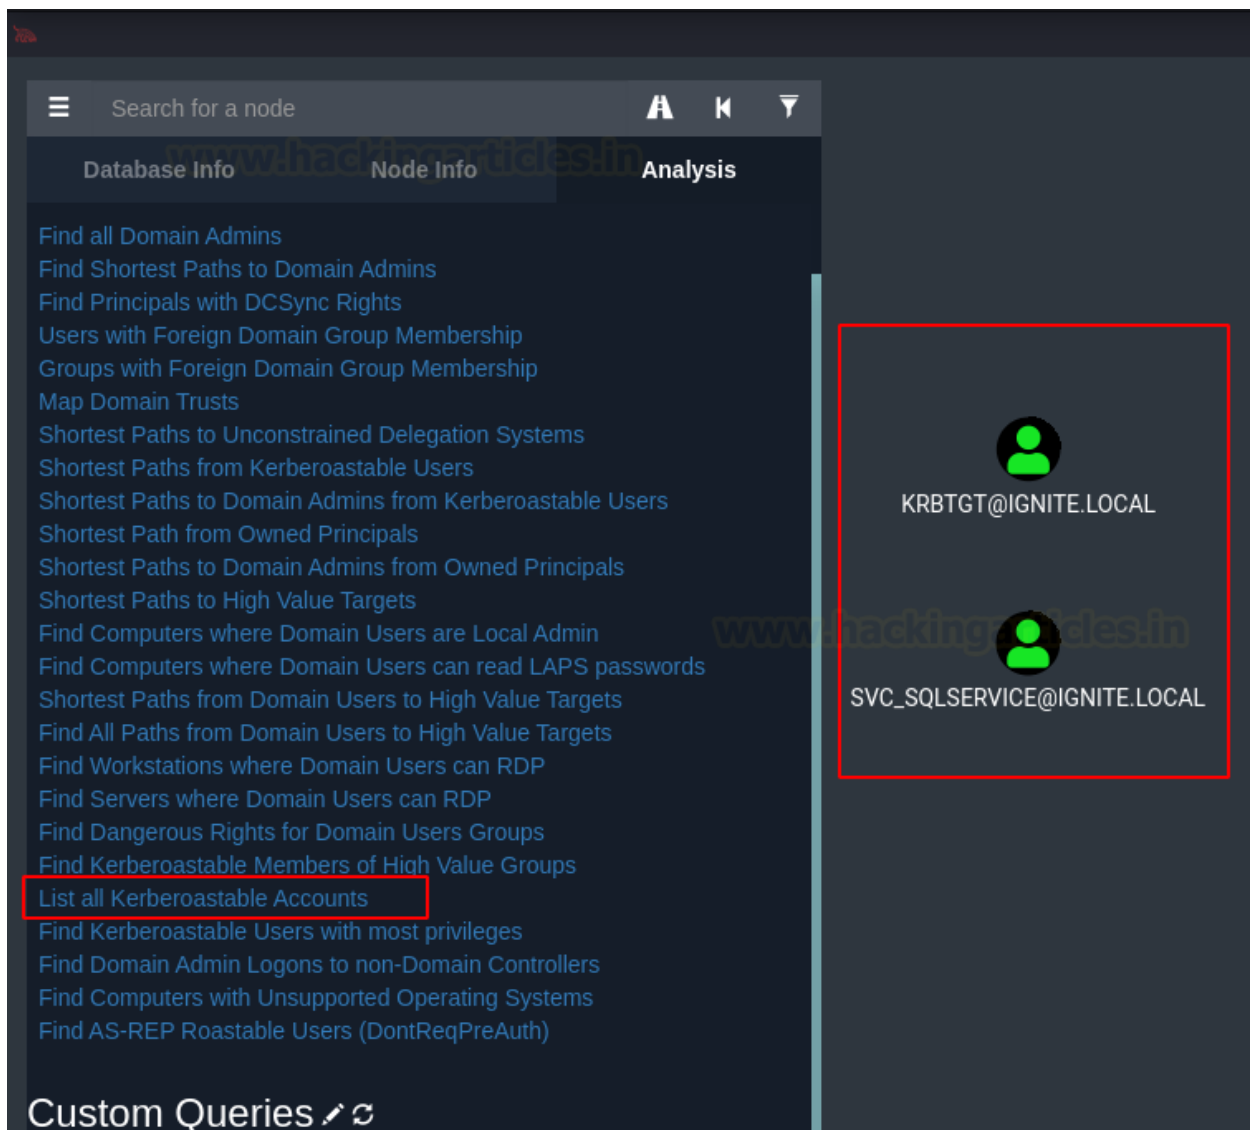 Search for a node
www.hackingarticles.in
Database Info
Node Info
Analysis
Find all Domain Admins
Find Shortest Paths to Domain Admins
Find Principals with DCSync Rights
Users with Foreign Domain Group Membership
Groups with Foreign Domain Group Membership
Map Domain Trusts
Shortest Paths to Unconstrained Delegation Systems
Shortest Paths from Kerberoastable Users
Shortest Paths to Domain Admins from Kerberoastable Users
Shortest Path from Owned Principals
Shortest Paths to Domain Admins from Owned Principals
Shortest Paths to High Value Targets
Find Computers where Domain Users are Local Admin
Find Computers where Domain Users can read LAPS passwords
Shortest Paths from Domain Users to High Value Targets
Find All Paths from Domain Users to High Value Targets
Find Workstations where Domain Users can RDP
Find Servers where Domain Users can RDP
Find Dangerous Rights for Domain Users Groups
Find Kerberoastable Members of High Value Groups
List all Kerberoastable Accounts
Find Kerberoastable Users with most privileges
Find Domain Admin Logons to non-Domain Controllers
Find Computers with Unsupported Operating Systems
Find AS-REP Roastable Users (DontReqPreAuth)
Custom Queries
KRBTGT@IGNITE.LOCAL
www.hackingarticles.in
SVC_SQLSERVICE@IGNITE.LOCAL